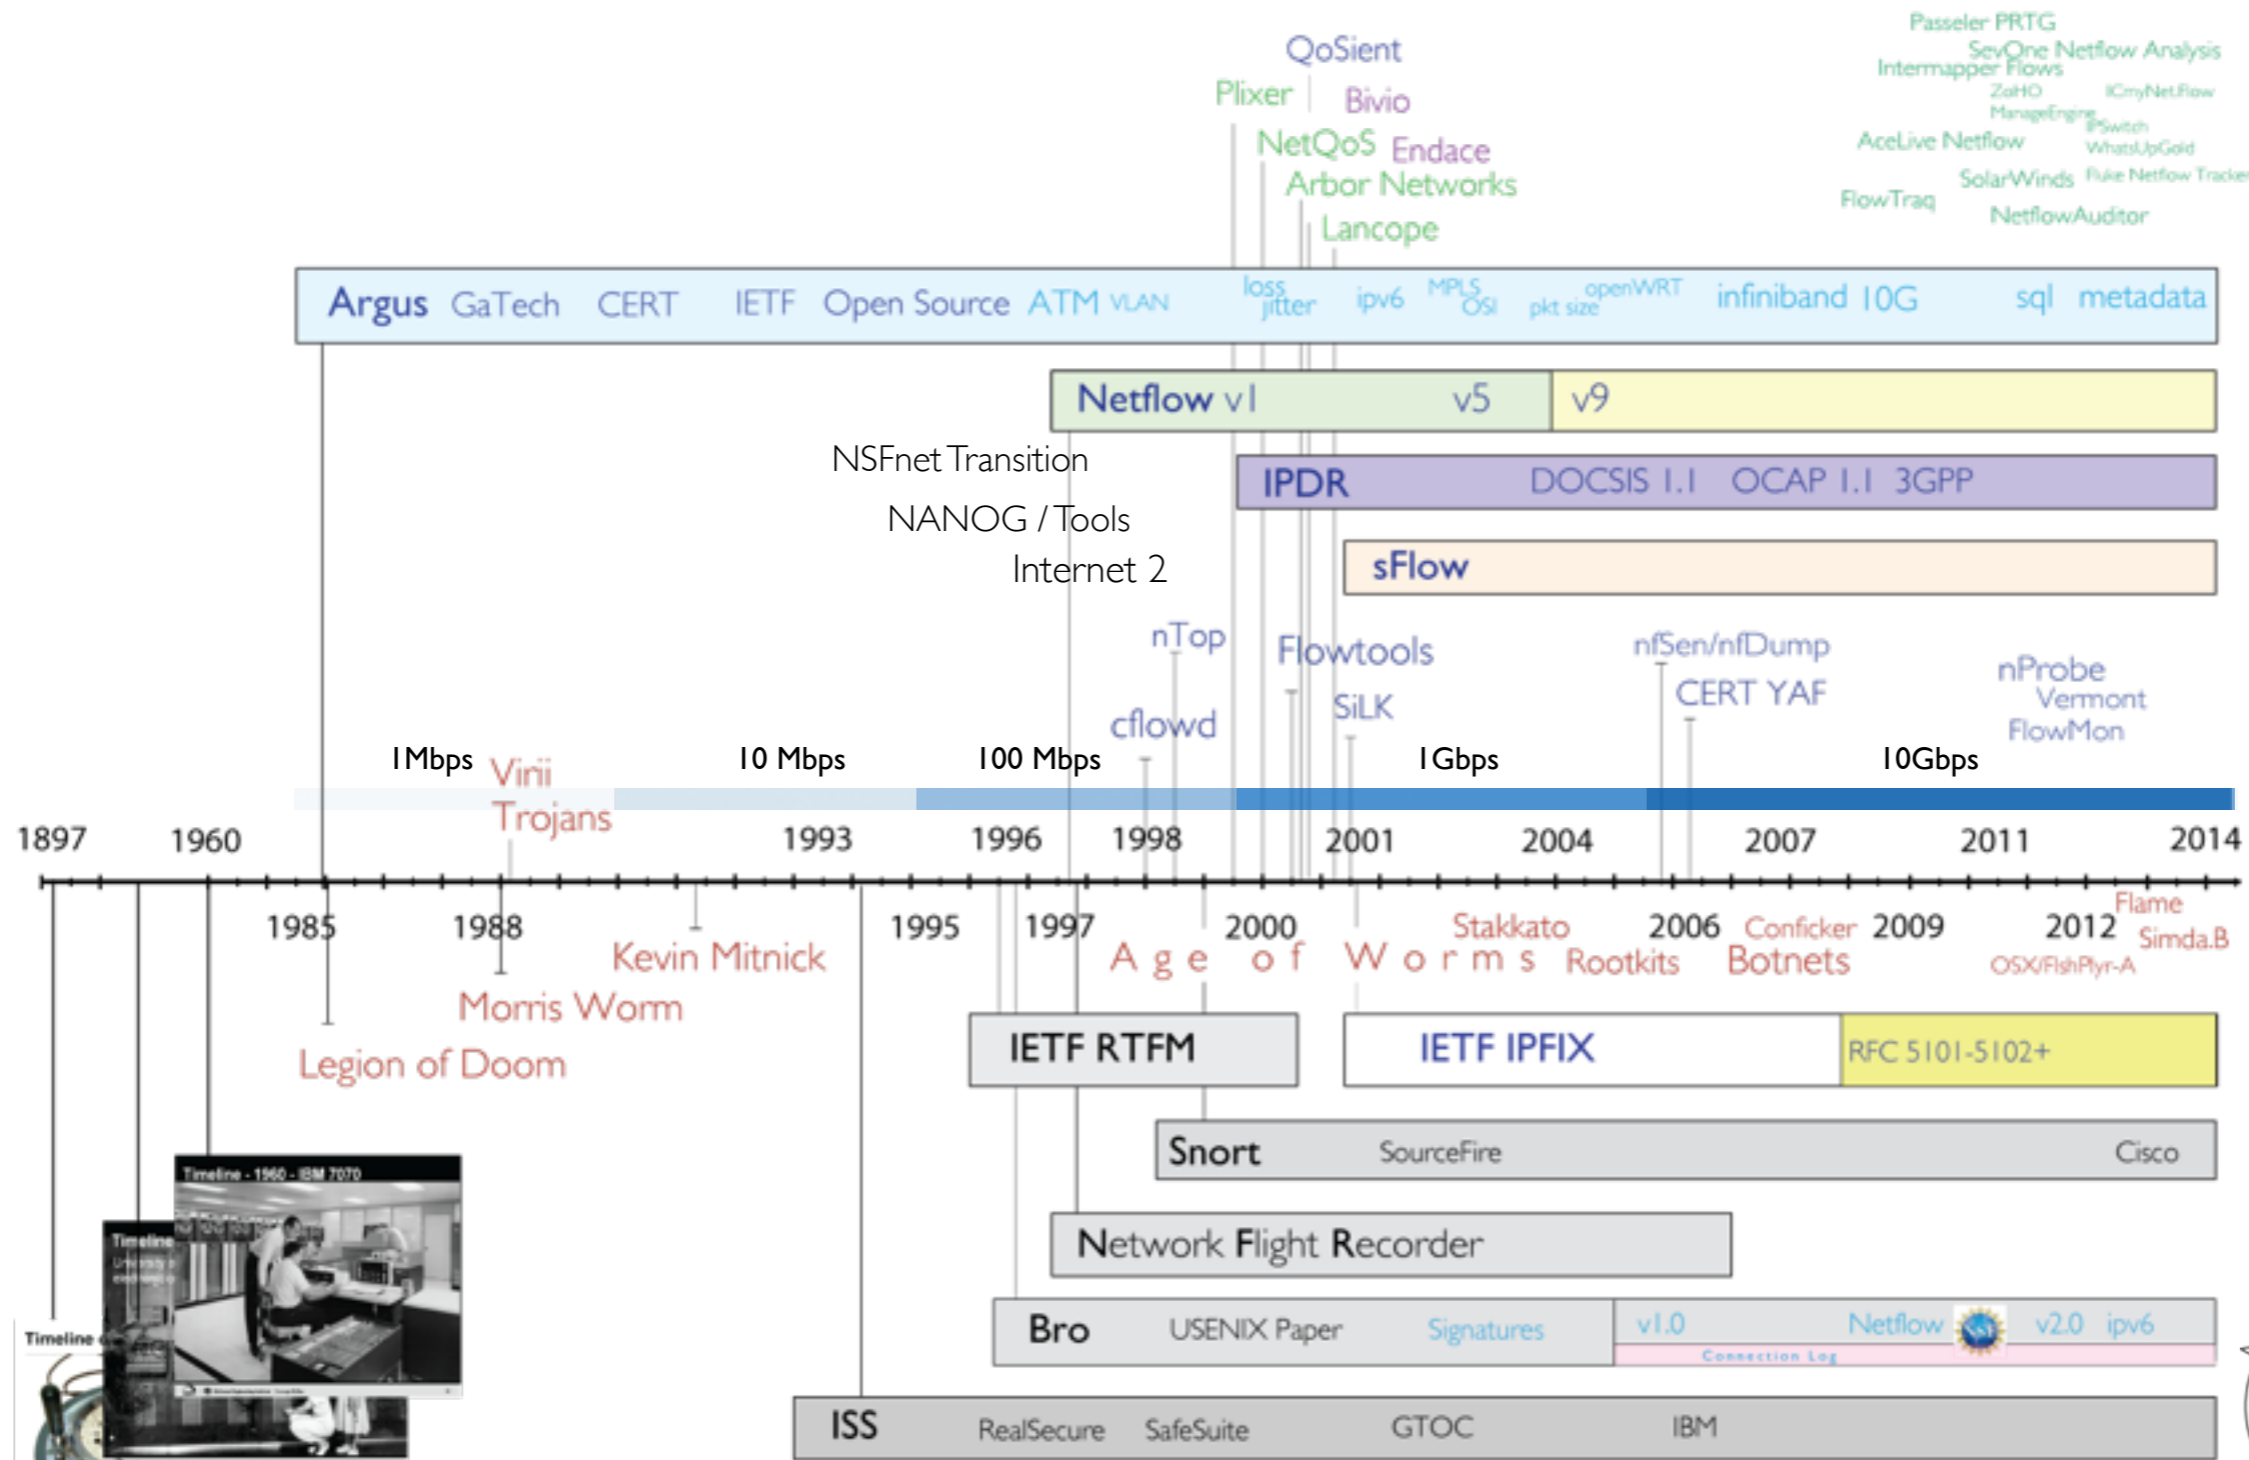 Passeler PRTG
QoSient
SevOne Netflow Analysis
Intermapper Flows
Plixer
Bivio
ZoHO
ICmyNet.Flow
ManageEngine
IPSwitch
NetQoS
Endace
AceLive Netflow
WhatsUpGold
Arbor Networks
SolarWinds
Fluke Netflow Tracker
FlowTraq
Lancope
NetflowAuditor
Argus GaTech CERT IETF Open Source ATM VLAN loss jitter ipv6 MPLS OSI pkt size openWRT infiniband 10G sql metadata
Netflow v1 v5 v9
NSFnet Transition
IPDR DOCSIS 1.1 OCAP 1.1 3GPP
NANOG / Tools
Internet 2
sFlow
nTop
Flowtools
nfSen/nfDump
nProbe
CERT YAF
Vermont
SiLK
cflowd
FlowMon
1Mbps 10 Mbps 100 Mbps 1Gbps 10Gbps
Virii
Trojans
1897 1960 1993 1996 1998 2001 2004 2007 2011 2014
Flame
1985 1988 1995 1997 2000 Stakkato 2006 Conficker 2009 2012 Simda.B
Kevin Mitnick Age of Worms Rootkits Botnets OSX/FlshPlyr-A
Morris Worm
Legion of Doom
IETF RTFM IETF IPFIX RFC 5101-5102+
Snort SourceFire Cisco
Timeline - 1960 - IBM 7070
Timeline
University
Network Flight Recorder
Bro USENIX Paper Signatures v1.0 Netflow NSF v2.0 ipv6
Timeline
Connection Log
ISS RealSecure SafeSuite GTOC IBM